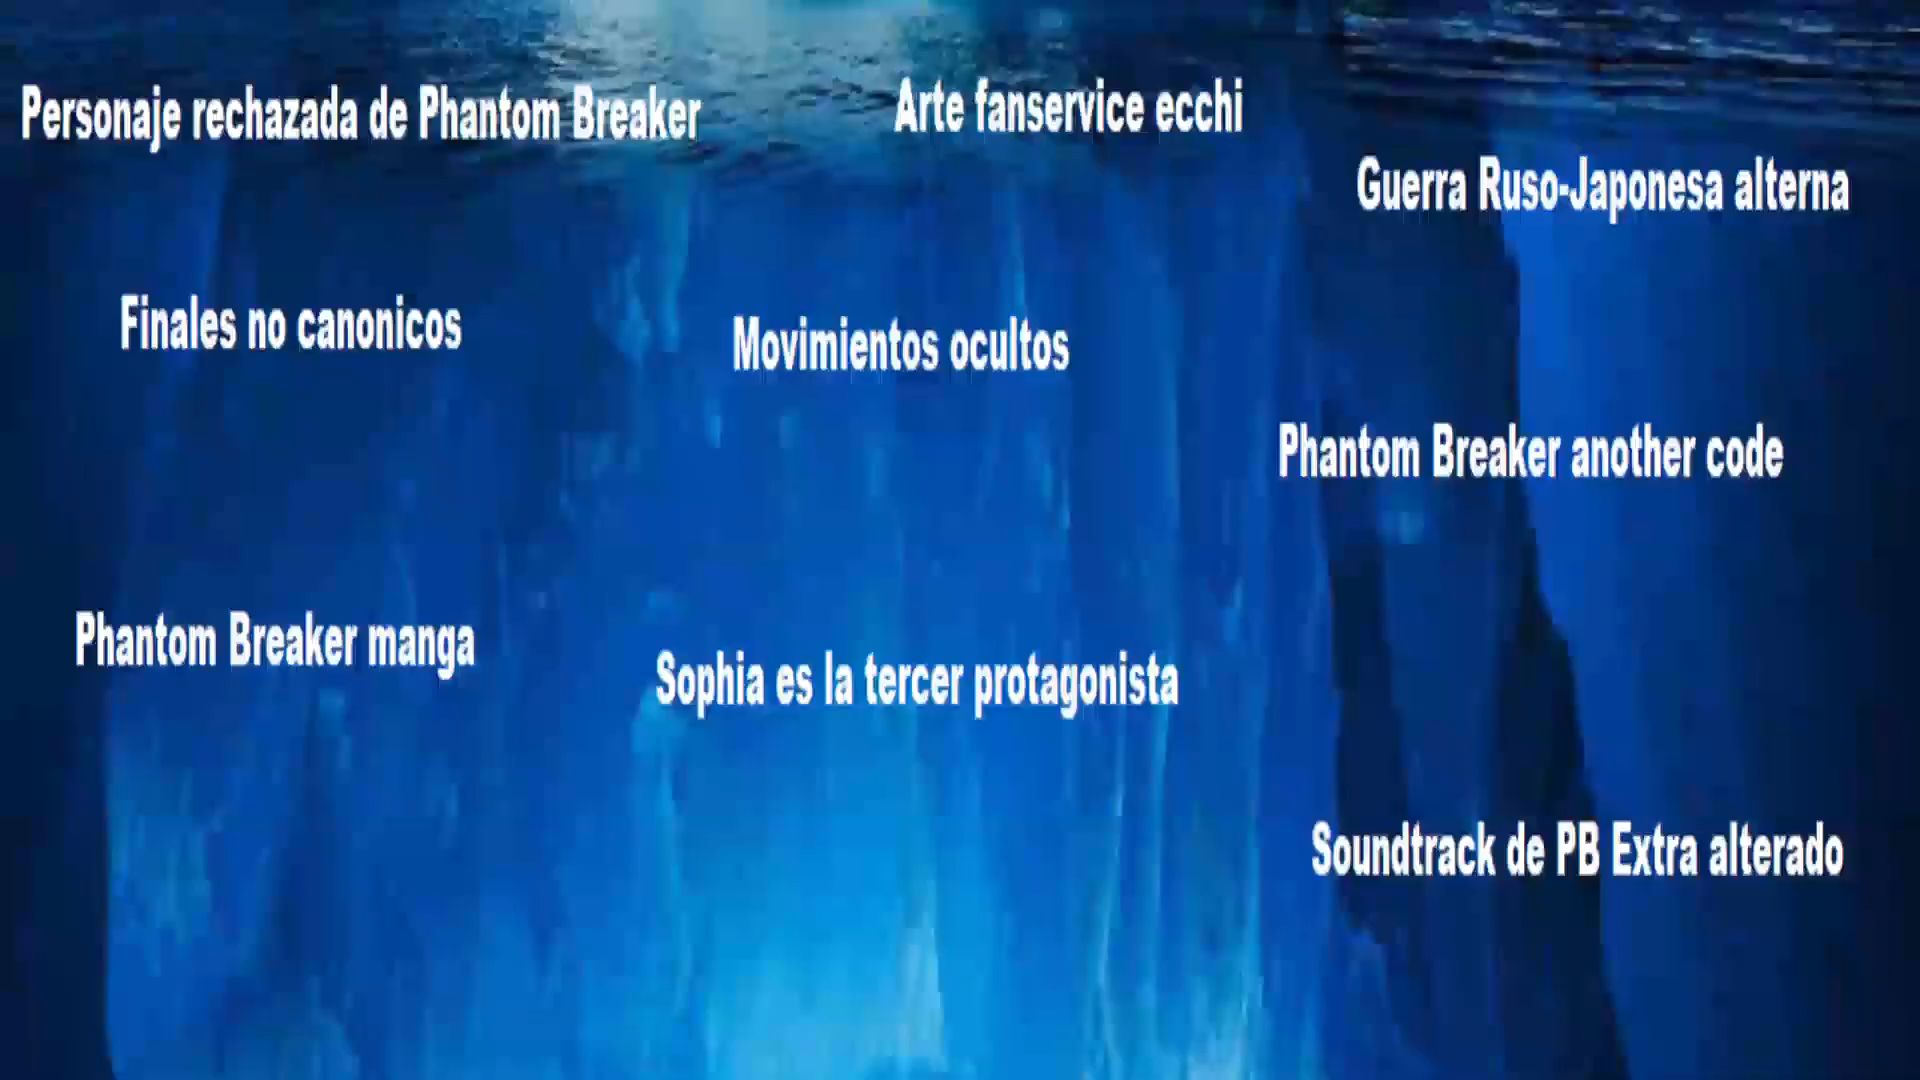 Personaje rechazada de Phantom Breaker
Arte fanservice ecchi
Guerra Ruso-Japonesa alterna
Finales no canonicos
Movimientos ocultos
Phantom Breaker another code
Phantom Breaker manga
Sophia es la tercer protagonista
Soundtrack de PB Extra alterado